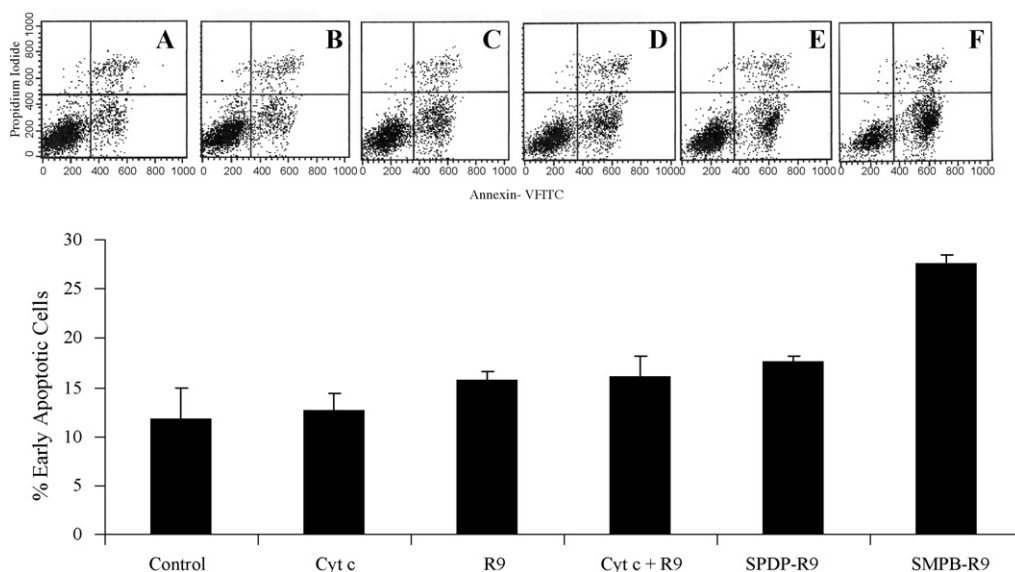 A B C D E F
Propidium Iodide
1000
800
600
400
200
0
0 200 400 600 800 1000
0 200 400 600 800 1000
0 200 400 600 800 1000
0 200 400 600 800 1000
0 200 400 600 800 1000
0 200 400 600 800 1000
Annexin- VFITC
% Early Apoptotic Cells
30
25
20
15
10
5
0
Control Cyt c R9 Cyt c + R9 SPDP-R9 SMPB-R9